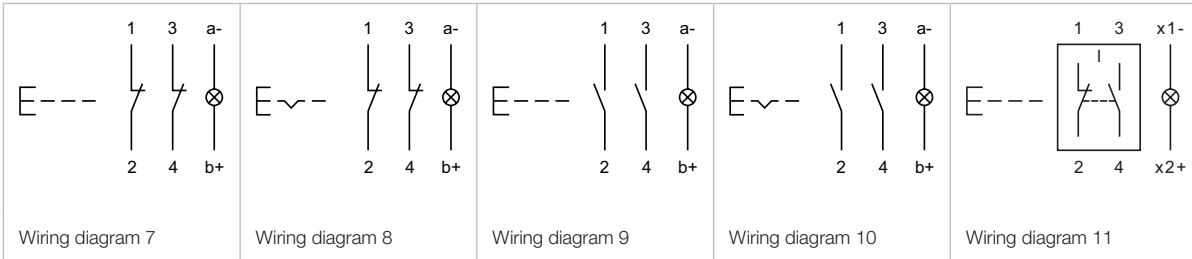 1 3 a- 1 3 a- 1 3 a- 1 3 a- 1 3 x1-
I
2 4 b+ 2 4 b+ 2 4 b+ 2 4 b+ 2 4 x2+
Wiring diagram 7 Wiring diagram 8 Wiring diagram 9 Wiring diagram 10 Wiring diagram 11